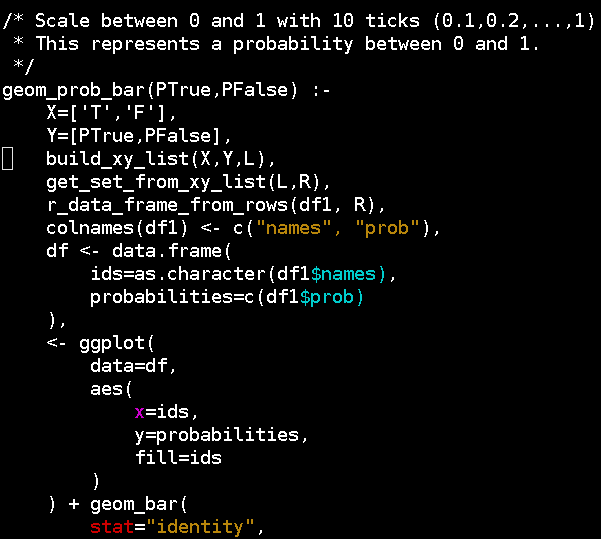 /* Scale between 0 and 1 with 10 ticks (0.1,0.2,...,1)
 * This represents a probability between 0 and 1.
 */
geom_prob_bar(PTrue,PFalse) :-
    X=['T','F'],
    Y=[PTrue,PFalse],
    build_xy_list(X,Y,L),
    get_set_from_xy_list(L,R),
    r_data_frame_from_rows(df1, R),
    colnames(df1) <- c("names", "prob"),
    df <- data.frame(
        ids=as.character(df1$names),
        probabilities=c(df1$prob)
    ),
    <- ggplot(
        data=df,
        aes(
            x=ids,
            y=probabilities,
            fill=ids
        )
    ) + geom_bar(
        stat="identity",